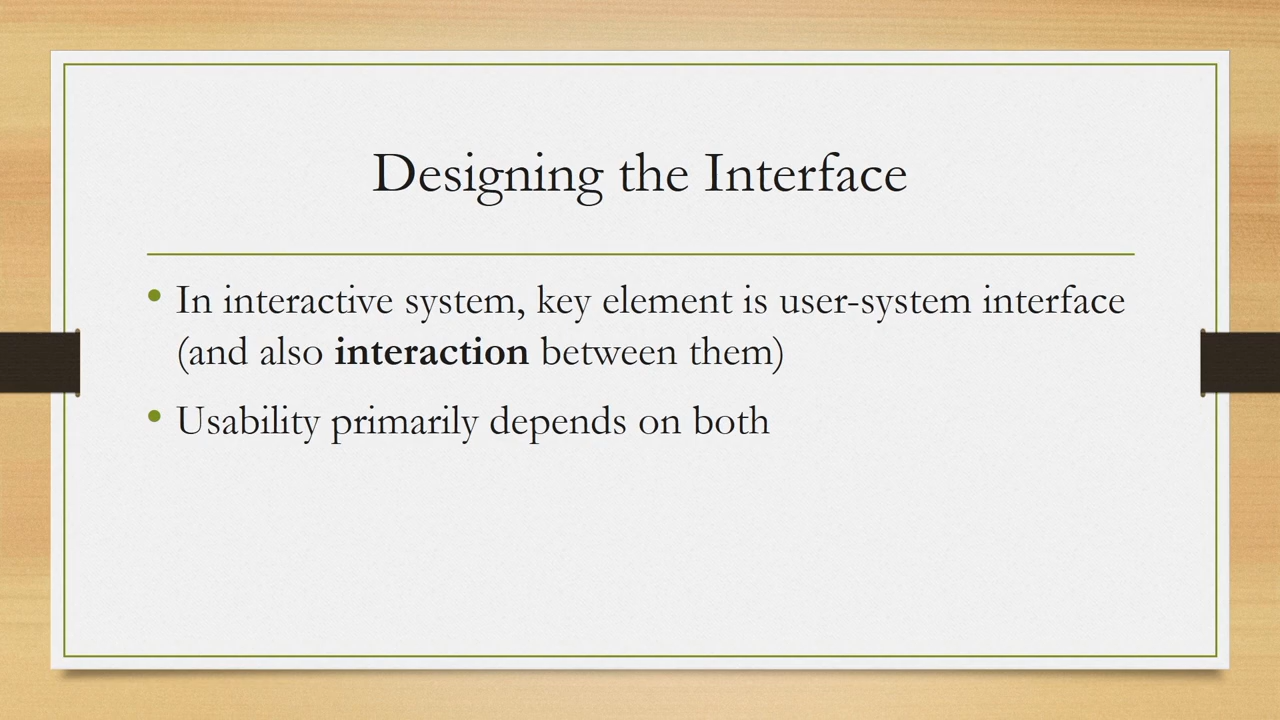 Designing the Interface
• In interactive system, key element is user-system interface
(and also interaction between them)
• Usability primarily depends on both